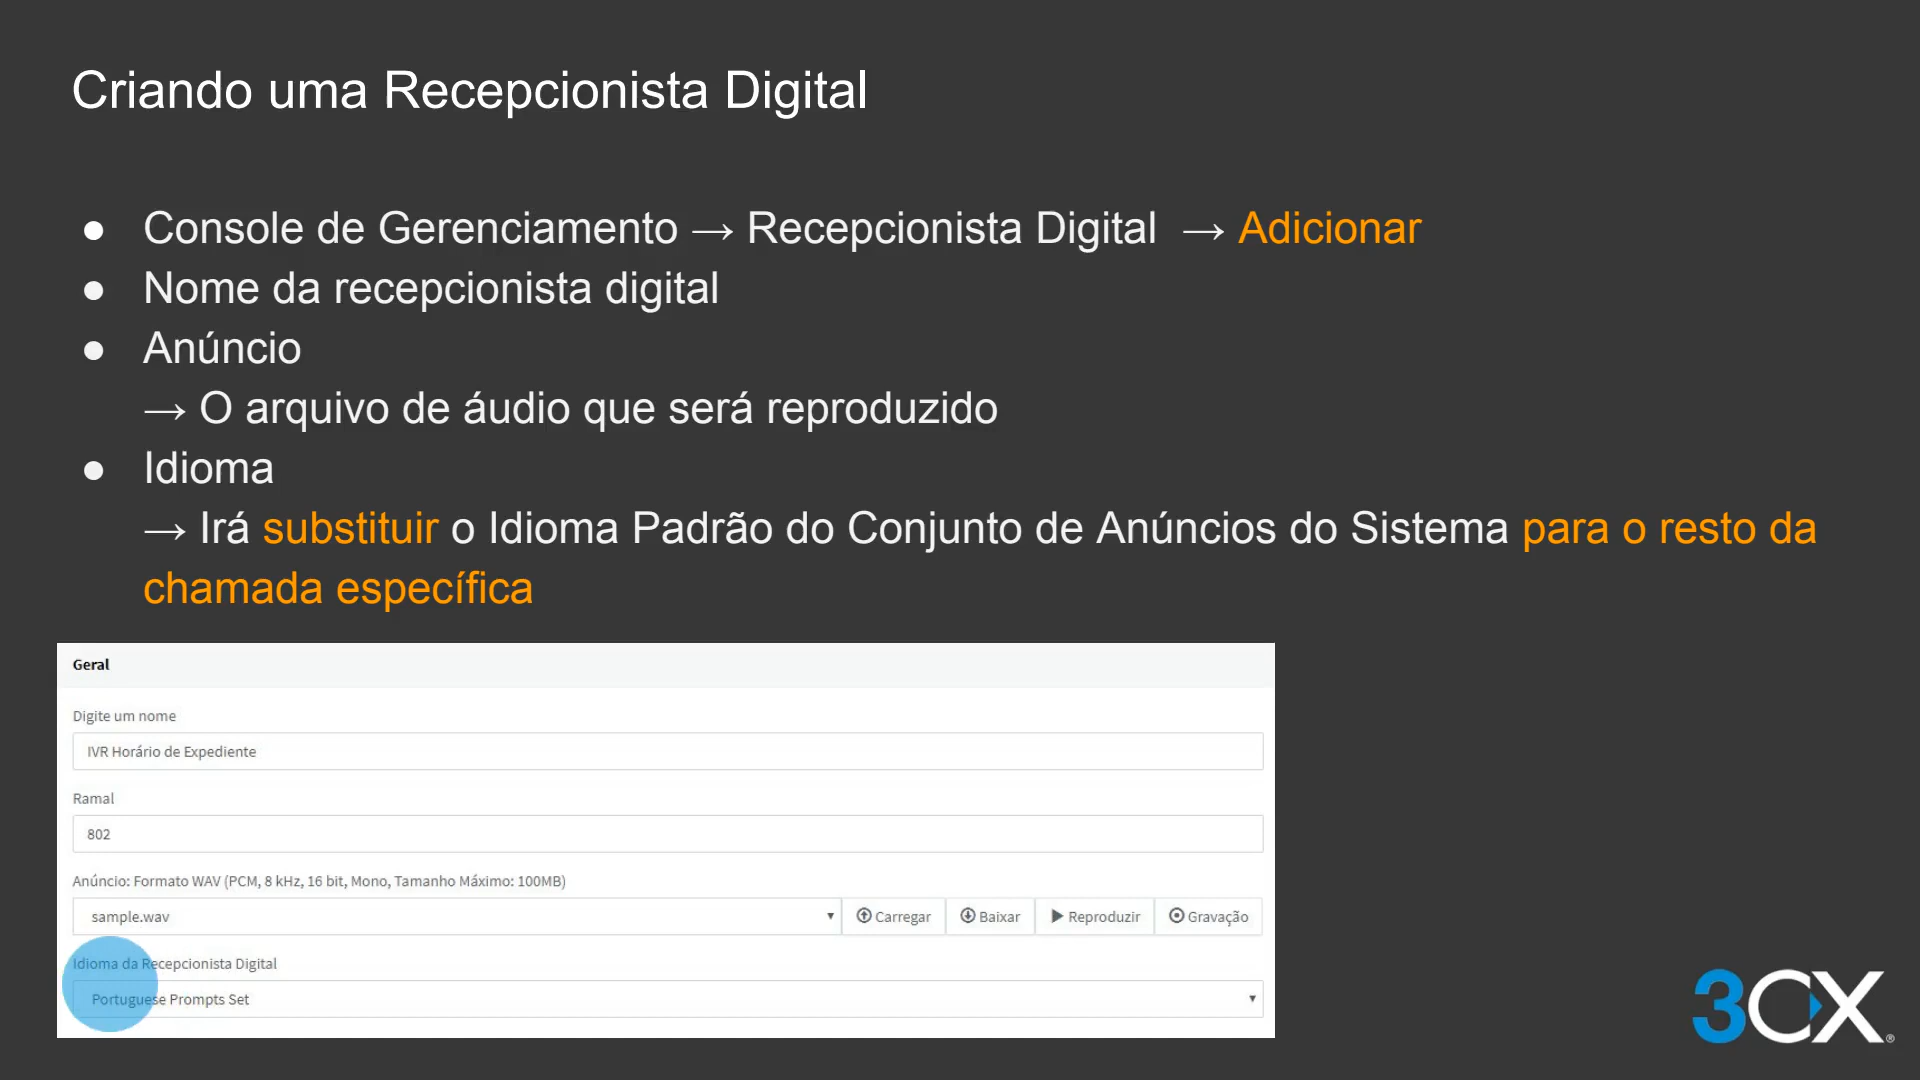 Criando uma Recepcionista Digital
● Console de Gerenciamento → Recepcionista Digital → Adicionar
● Nome da recepcionista digital
● Anúncio
→ O arquivo de áudio que será reproduzido
● Idioma
→ Irá substituir o Idioma Padrão do Conjunto de Anúncios do Sistema para o resto da
chamada específica
Geral
Digite um nome
IVR Horário de Expediente
Ramal
802
Anúncio: Formato WAV (PCM, 8 kHz, 16 bit, Mono, Tamanho Máximo: 100MB)
sample.wav Carregar Baixar Reproduzir Gravação
Idioma da Recepcionista Digital
Portuguese Prompts Set
3CX®